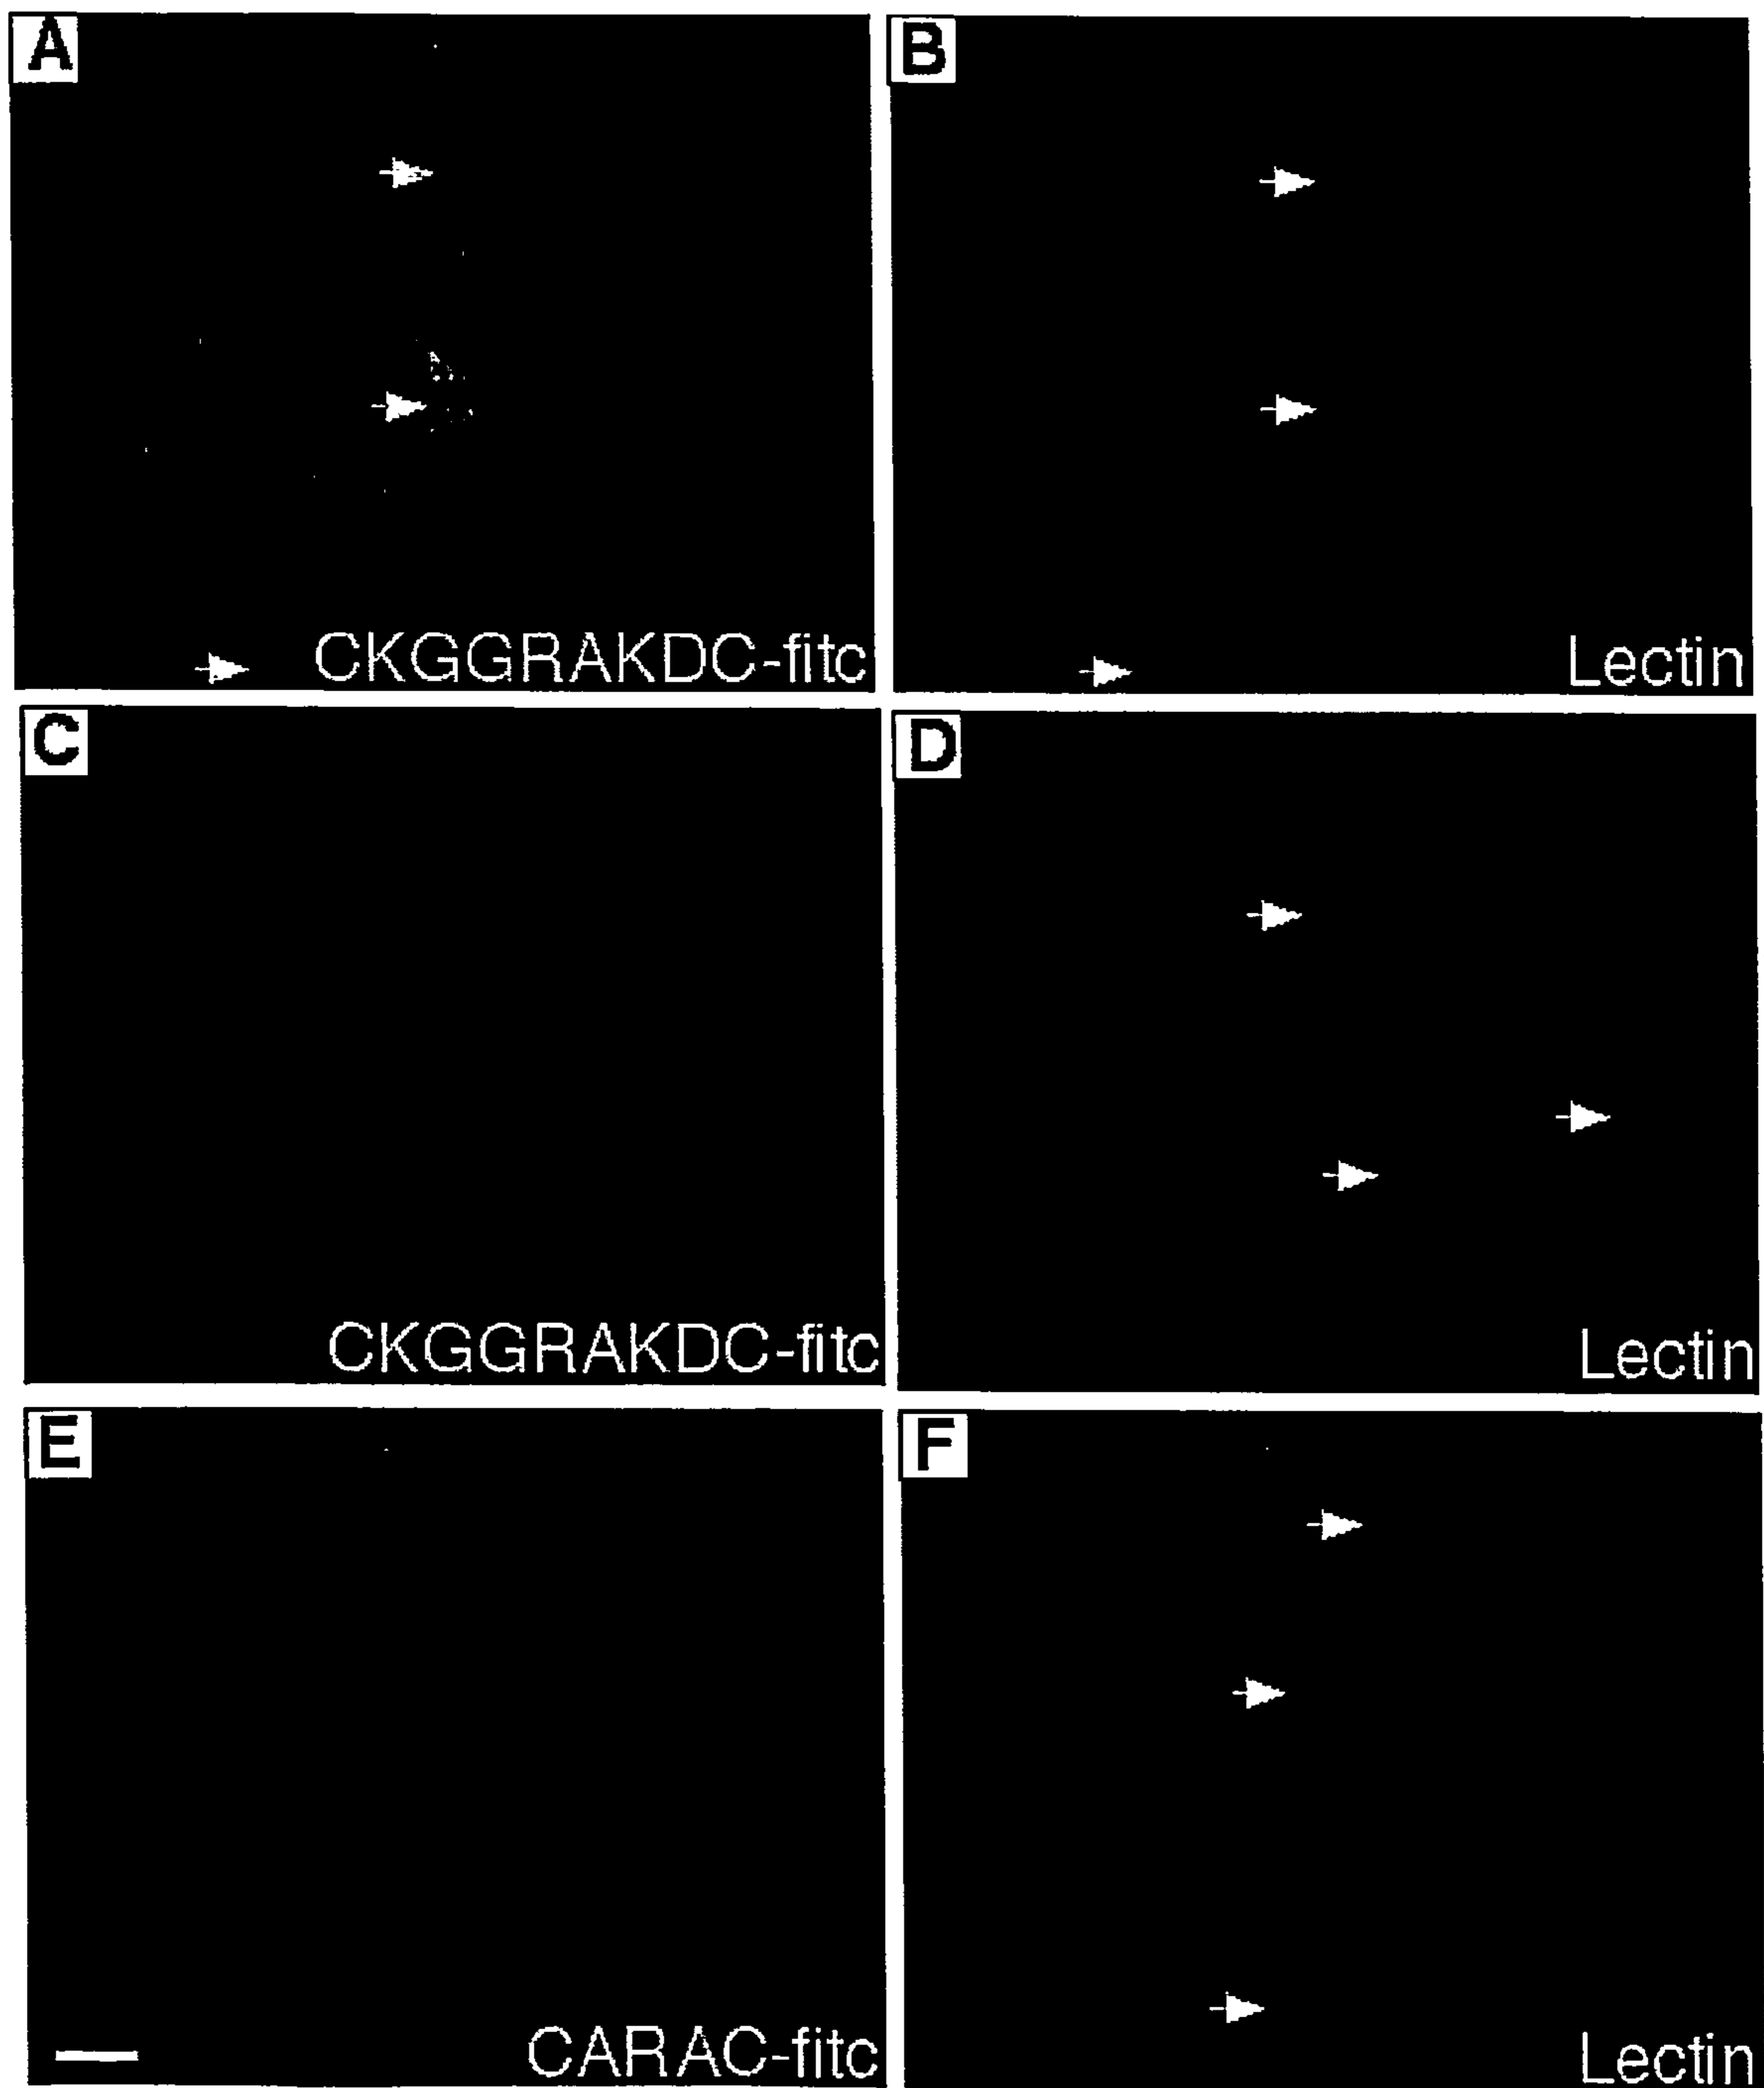 A
B
CKGGRAKDC-fitc
Lectin
C
D
CKGGRAKDC-fitc
Lectin
E
F
CARAC-fitc
Lectin